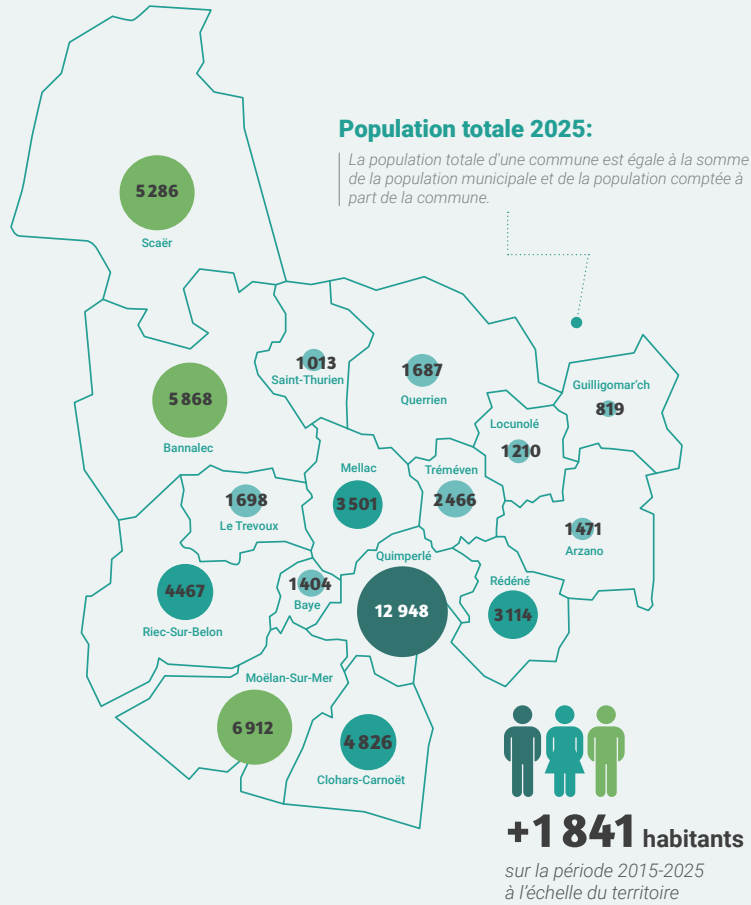 Population totale 2025:
La population totale d'une commune est égale à la somme
de la population municipale et de la population comptée à
part de la commune.
5 286
Scaër
1 013
Saint-Thurien
1 687
Querrien
Guilligomar'ch
819
5 868
Bannalec
Locunolé
1 210
Mellac
3 501
Tréméven
2 466
1 698
Le Trevoux
1 471
Arzano
Quimperlé
12 948
4467
Riec-Sur-Belon
1 404
Baye
Rédéné
3 114
Moëlan-Sur-Mer
6 912
4 826
Clohars-Carnoët
+1 841 habitants
sur la période 2015-2025
à l'échelle du territoire